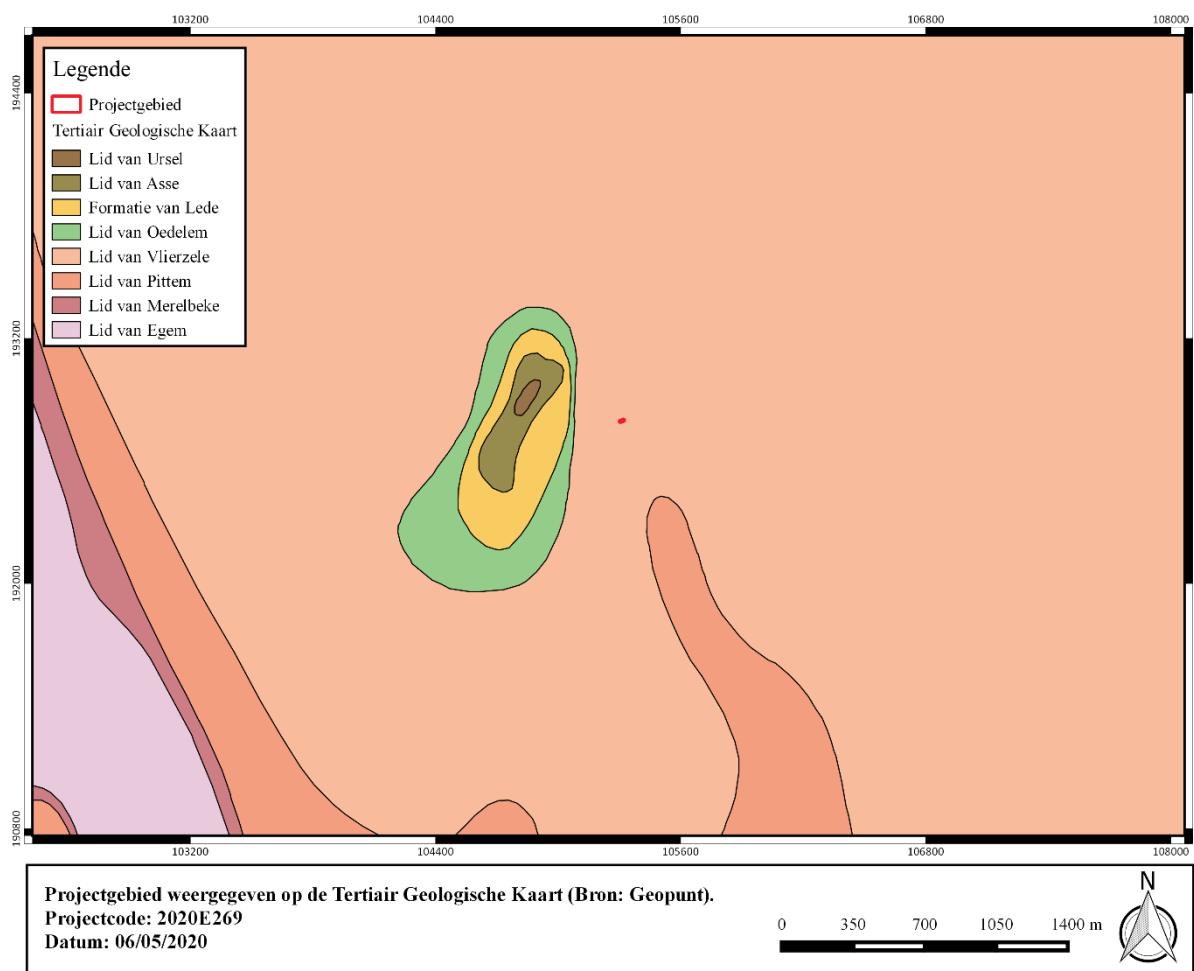 103200 104400 105600 106800 108000
194400
193200
192000
190800
Legende
Projectgebied
Tertiair Geologische Kaart
Lid van Ursel
Lid van Asse
Formatie van Lede
Lid van Oedelem
Lid van Vlierzele
Lid van Pittem
Lid van Merelbeke
Lid van Egem
103200 104400 105600 106800 108000
Projectgebied weergegeven op de Tertiair Geologische Kaart (Bron: Geopunt).
Projectcode: 2020E269
Datum: 06/05/2020
0 350 700 1050 1400 m
N